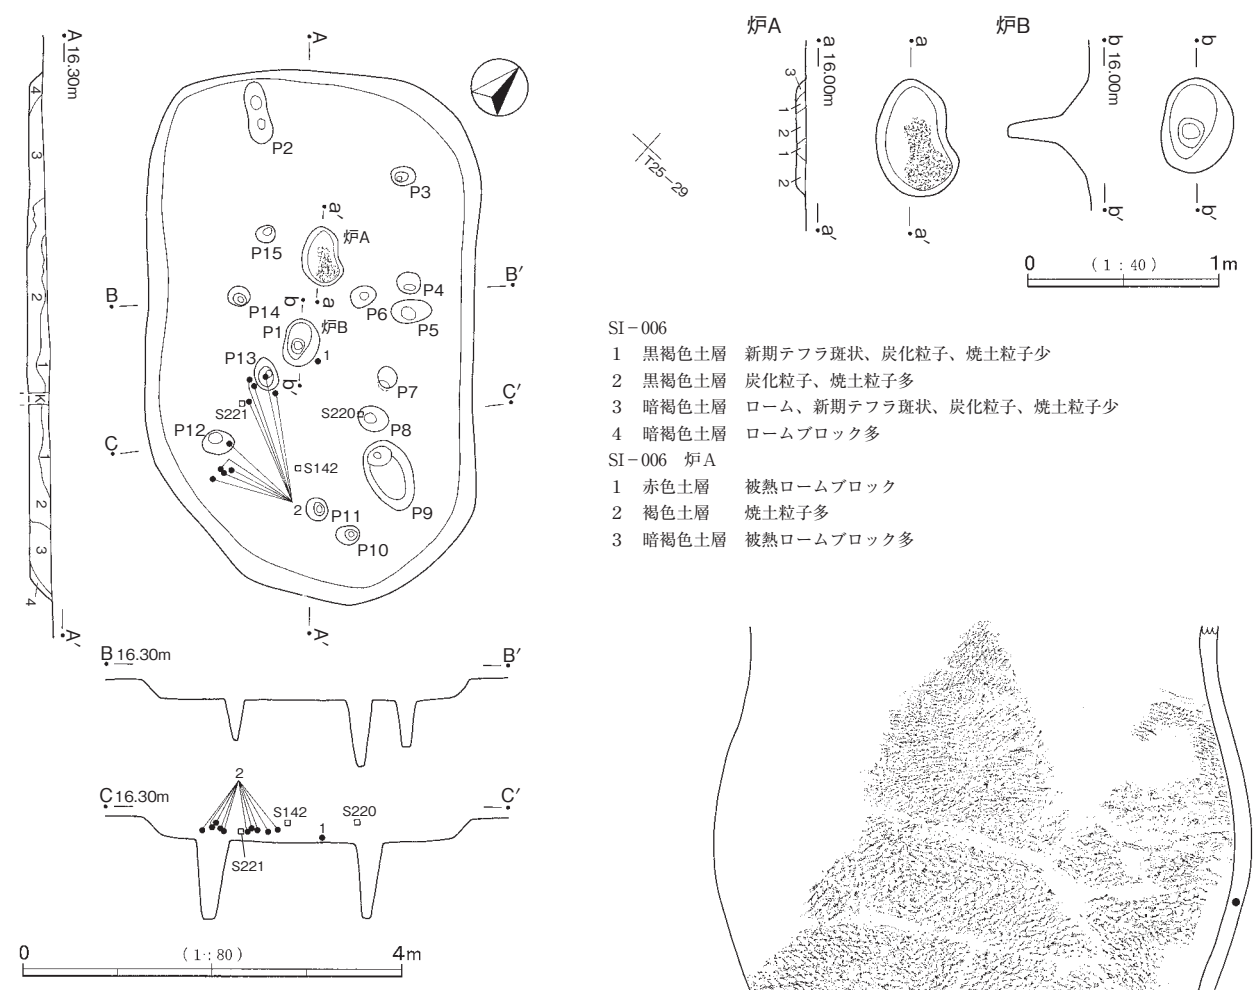 A 16.30m
4
3
2
1
K
1
2
3
4
A′
A
P2
P3
a′
炉A
P15
B
B′
P14
b
a
P6
P4
P5
P1
炉B
1
P13
b′
P7
C′
S221
S220
P12
P8
C
S142
2
P11
P9
P10
A′
B 16.30m
B′
2
C 16.30m
S142
S220
1
C′
S221
0
(1:80)
4m
炉A
a 16.00m
3
1
2
1
2
a′
a
a′
T25-29
炉B
b 16.00m
b′
b
b′
0
(1:40)
1m
SI-006
1 黒褐色土層 新期テフラ斑状、炭化粒子、焼土粒子少
2 黒褐色土層 炭化粒子、焼土粒子多
3 暗褐色土層 ローム、新期テフラ斑状、炭化粒子、焼土粒子少
4 暗褐色土層 ロームブロック多
SI-006 炉A
1 赤色土層 被熱ロームブロック
2 褐色土層 焼土粒子多
3 暗褐色土層 被熱ロームブロック多